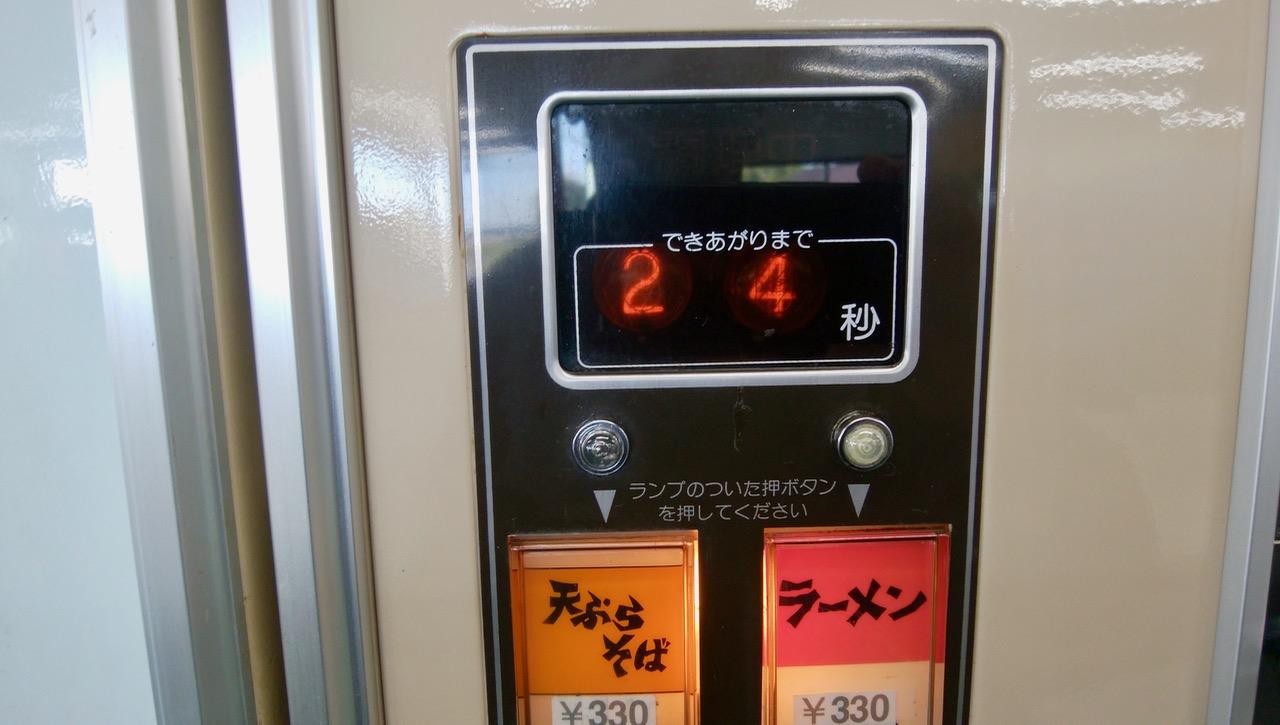 できあがりまで
2 4 秒
ランプのついた押ボタン
を押してください
天ぷら
そば
¥330
ラーメン
¥330